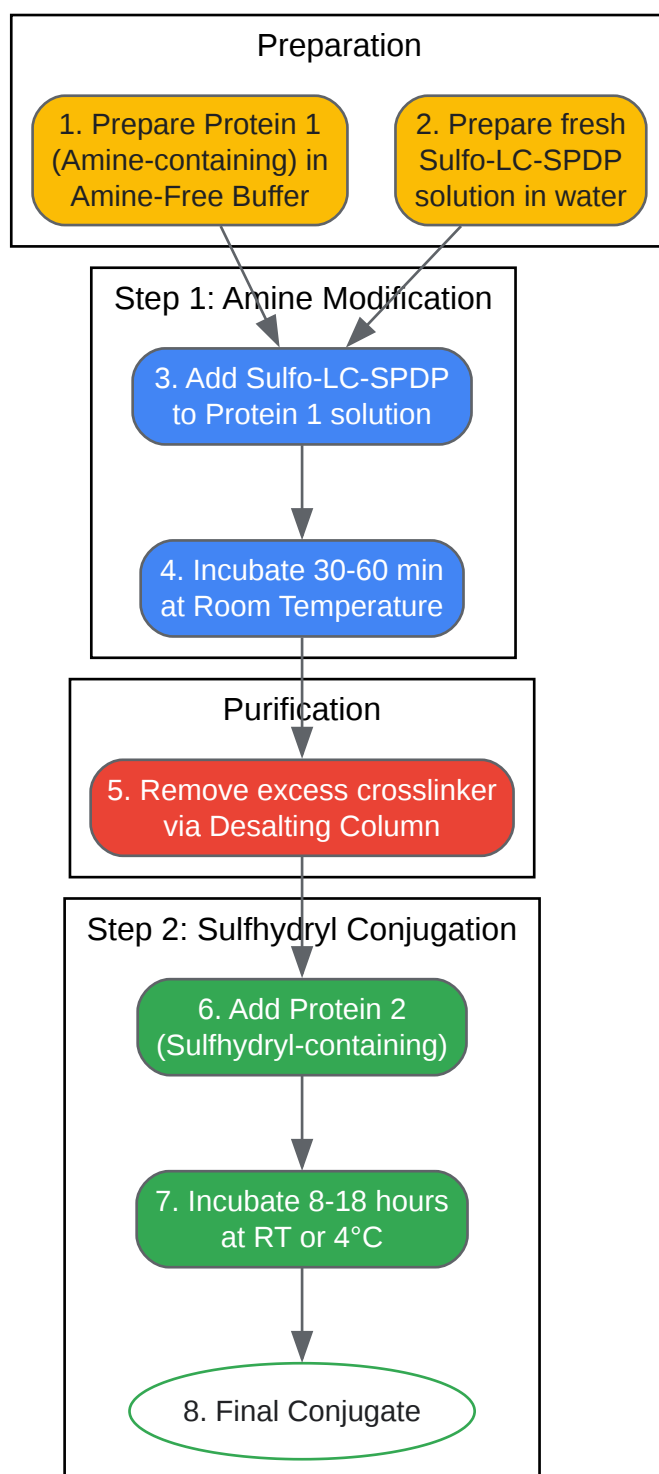 Preparation
1. Prepare Protein 1
(Amine-containing) in
Amine-Free Buffer
2. Prepare fresh
Sulfo-LC-SPDP
solution in water
Step 1: Amine Modification
3. Add Sulfo-LC-SPDP
to Protein 1 solution
4. Incubate 30-60 min
at Room Temperature
Purification
5. Remove excess crosslinker
via Desalting Column
Step 2: Sulfhydryl Conjugation
6. Add Protein 2
(Sulfhydryl-containing)
7. Incubate 8-18 hours
at RT or 4°C
8. Final Conjugate